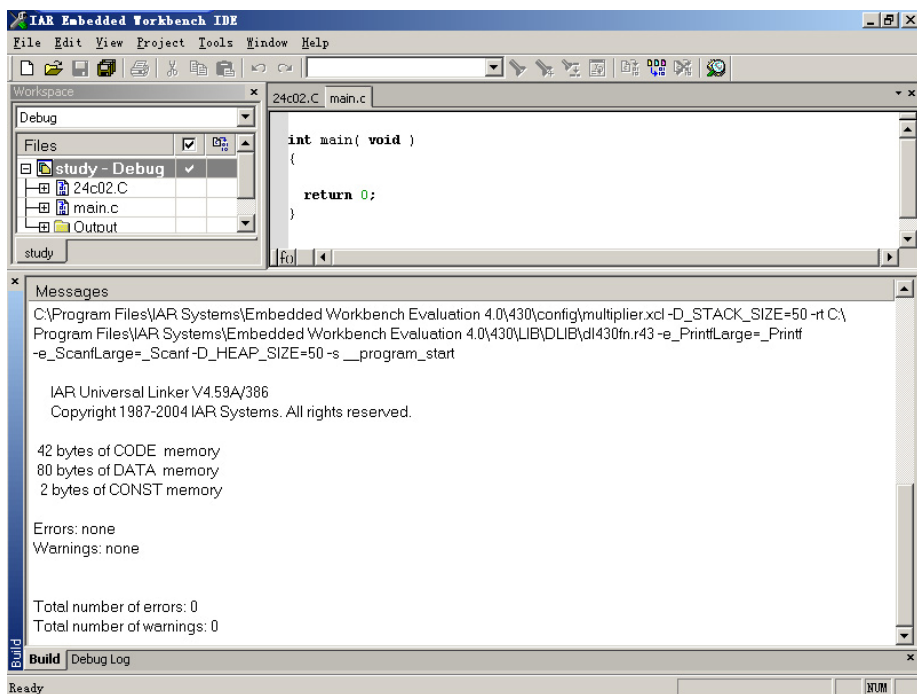 IAR Embedded Workbench IDE
File Edit View Project Tools Window Help
Workspace
Debug
Files
study - Debug
24c02.C
main.c
Output
study
24c02.C main.c
int main( void )
{
return 0;
}
fo
Messages
C:\Program Files\IAR Systems\Embedded Workbench Evaluation 4.0\430\config\multiplier.xcl -D_STACK_SIZE=50 -rt C:\
Program Files\IAR Systems\Embedded Workbench Evaluation 4.0\430\LIB\DLIB\dl430fn.r43 -e_PrintfLarge=_Printf
-e_ScanfLarge=_Scanf -D_HEAP_SIZE=50 -s __program_start
IAR Universal Linker V4.59A/386
Copyright 1987-2004 IAR Systems. All rights reserved.
42 bytes of CODE memory
80 bytes of DATA memory
2 bytes of CONST memory
Errors: none
Warnings: none
Total number of errors: 0
Total number of warnings: 0
Build
Build Debug Log
Ready NUM